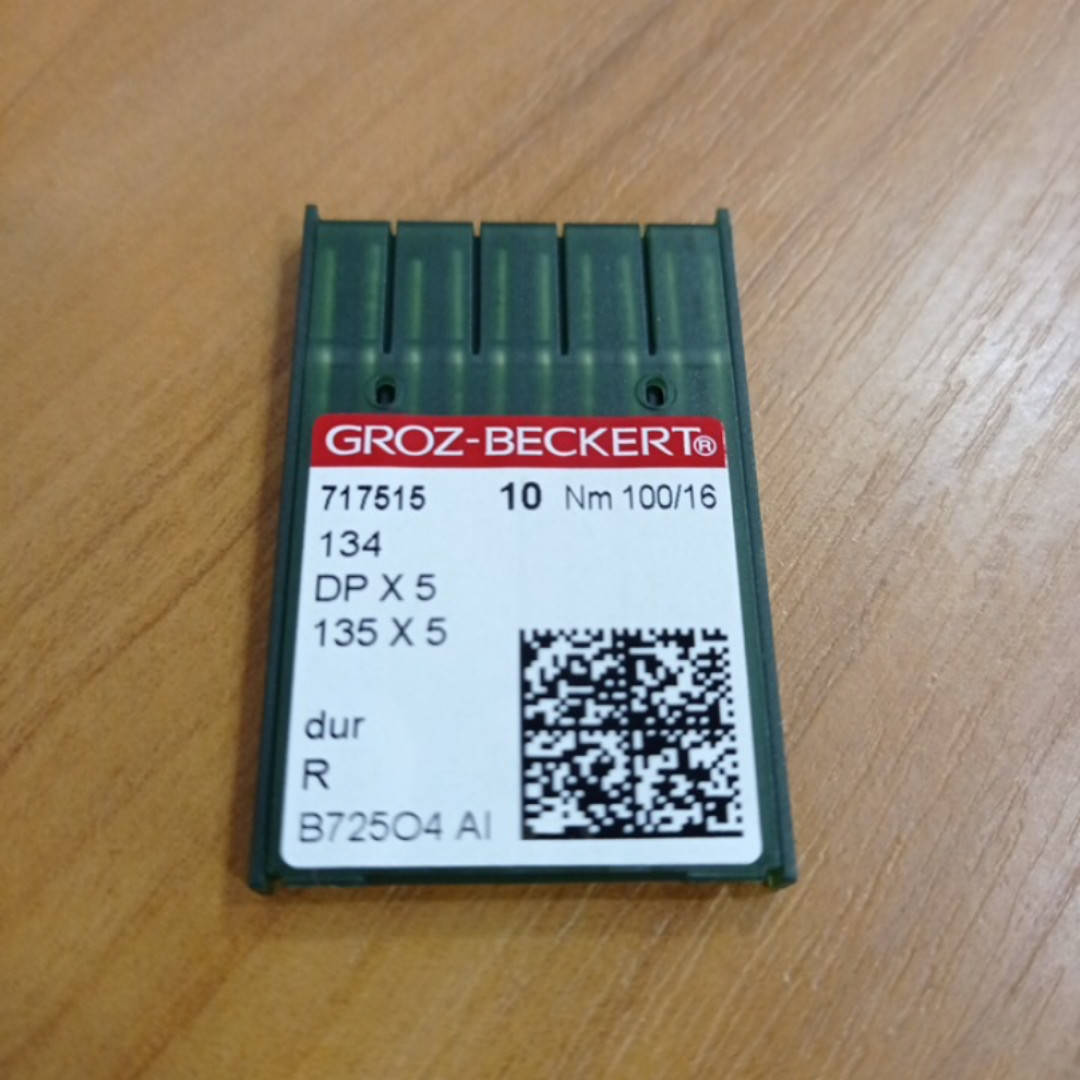 GROZ-BECKERT®
717515 10 Nm 100/16
134
DP X 5
135 X 5
dur
R
B725O4 AI